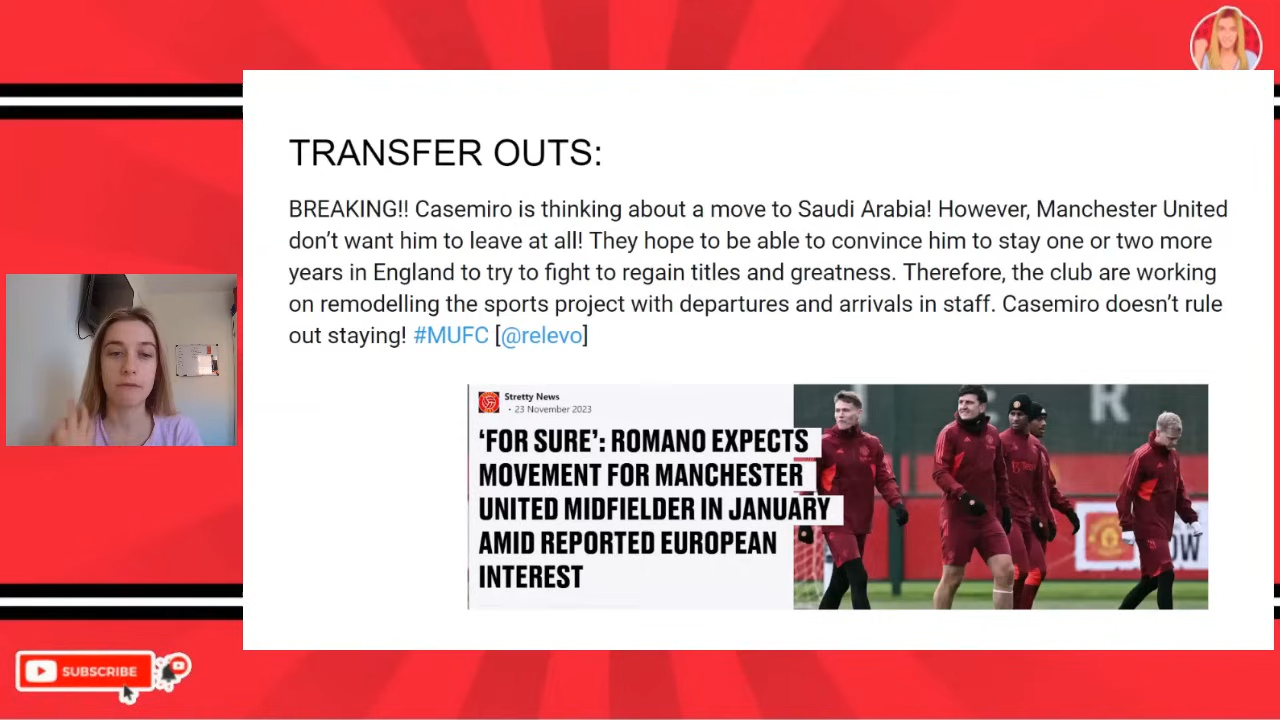 TRANSFER OUTS:
BREAKING!! Casemiro is thinking about a move to Saudi Arabia! However, Manchester United
don’t want him to leave at all! They hope to be able to convince him to stay one or two more
years in England to try to fight to regain titles and greatness. Therefore, the club are working
on remodelling the sports project with departures and arrivals in staff. Casemiro doesn’t rule
out staying! #MUFC [@relevo]
Stretty News
· 23 November 2023
‘FOR SURE’: ROMANO EXPECTS
MOVEMENT FOR MANCHESTER
UNITED MIDFIELDER IN JANUARY
AMID REPORTED EUROPEAN
INTEREST
R
OW
SUBSCRIBE